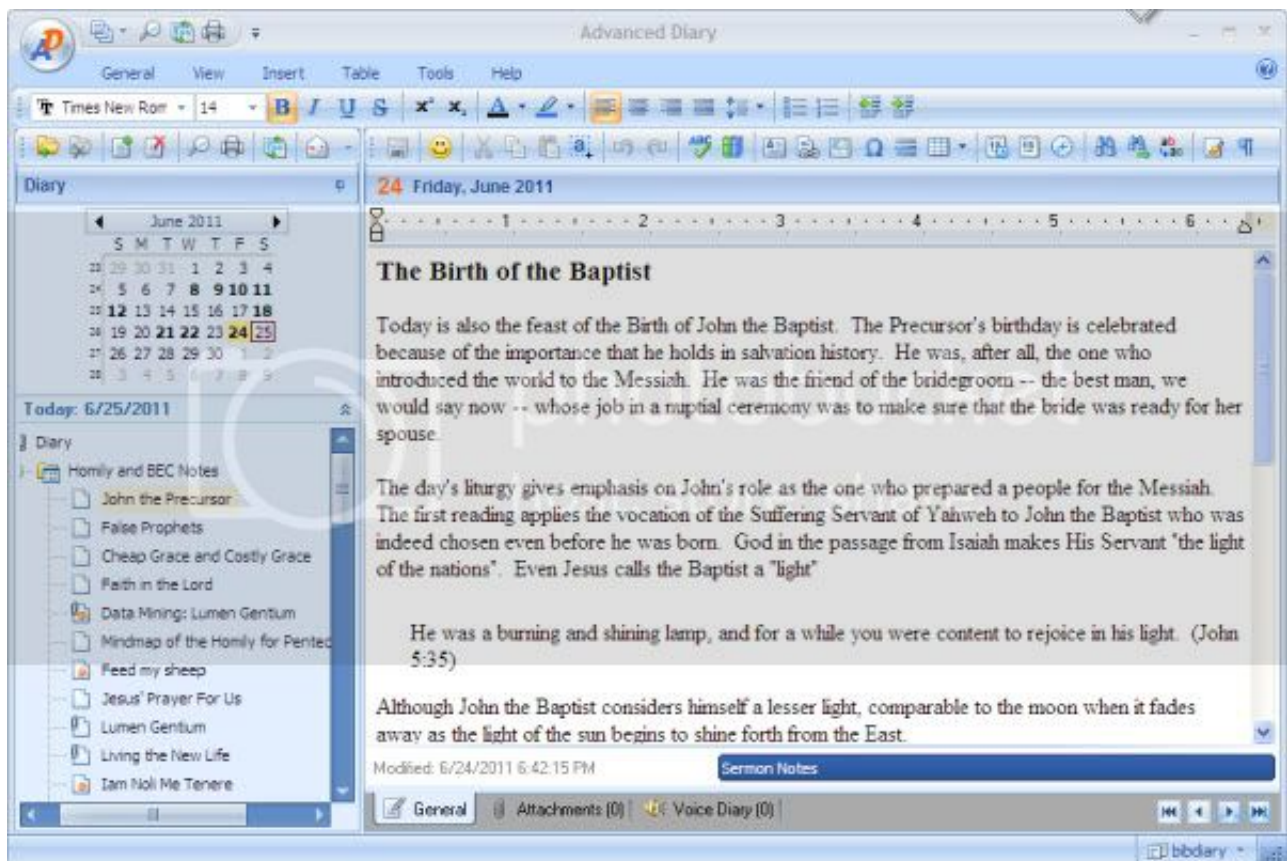 Advanced Diary
General View Insert Table Tools Help
Times New Rom 14 B I U S x² x, A
Diary
24 Friday, June 2011
June 2011
S M T W T F S
29 30 31 1 2 3 4
5 6 7 8 9 10 11
12 13 14 15 16 17 18
19 20 21 22 23 24 25
26 27 28 29 30 1 2
3 4 5 6 7 8 9
Today: 6/25/2011
Diary
Homily and BEC Notes
John the Precursor
False Prophets
Cheap Grace and Costly Grace
Faith in the Lord
Data Mining: Lumen Gentium
Mindmap of the Homily for Pentec
Feed my sheep
Jesus' Prayer For Us
Lumen Gentium
Living the New Life
Iam Noli Me Tenere
1 2 3 4 5 6
The Birth of the Baptist
Today is also the feast of the Birth of John the Baptist. The Precursor's birthday is celebrated
because of the importance that he holds in salvation history. He was, after all, the one who
introduced the world to the Messiah. He was the friend of the bridegroom -- the best man, we
would say now -- whose job in a nuptial ceremony was to make sure that the bride was ready for her
spouse.
The day's liturgy gives emphasis on John's role as the one who prepared a people for the Messiah.
The first reading applies the vocation of the Suffering Servant of Yahweh to John the Baptist who was
indeed chosen even before he was born. God in the passage from Isaiah makes His Servant "the light
of the nations". Even Jesus calls the Baptist a "light"
He was a burning and shining lamp, and for a while you were content to rejoice in his light. (John
5:35)
Although John the Baptist considers himself a lesser light, comparable to the moon when it fades
away as the light of the sun begins to shine forth from the East.
Modified: 6/24/2011 6:42:15 PM
Sermon Notes
General Attachments (0) Voice Diary (0)
bbdiary